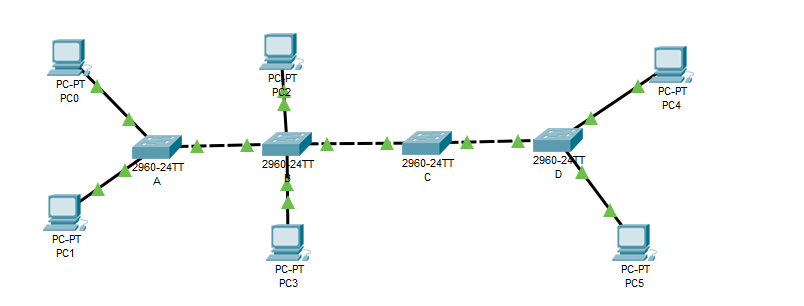 PC-PT
PC0
PC-PT
PC2
PC-PT
PC4
2960-24TT
A
2960-24TT
B
2960-24TT
C
2960-24TT
D
PC-PT
PC1
PC-PT
PC3
PC-PT
PC5